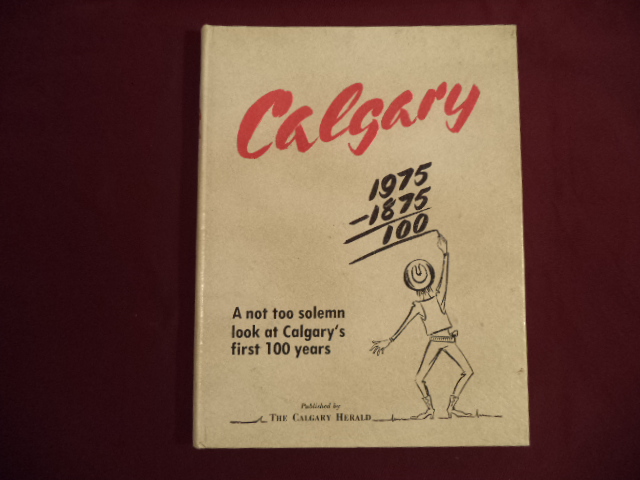 Calgary
1975
-1875
100
A not too solemn
look at Calgary's
first 100 years
Published by
THE CALGARY HERALD